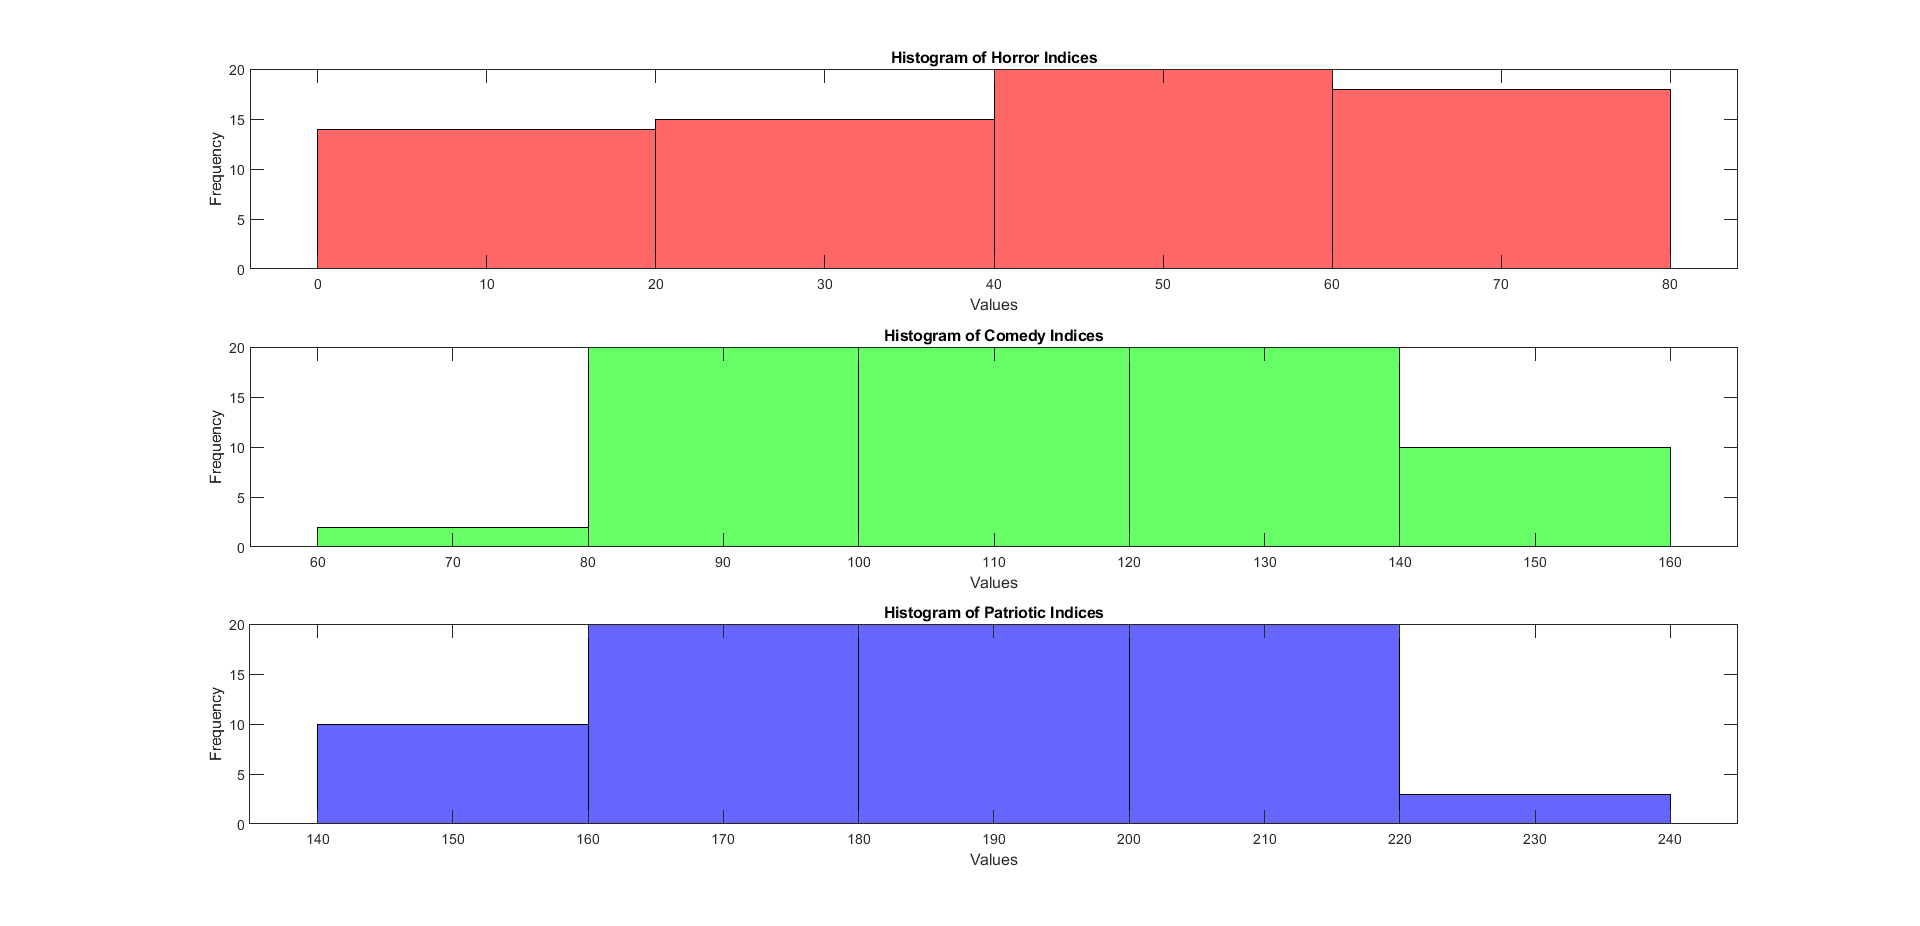 Histogram of Horror Indices
20
15
10
5
0
Frequency
0 10 20 30 40 50 60 70 80
Values
Histogram of Comedy Indices
20
15
10
5
0
Frequency
60 70 80 90 100 110 120 130 140 150 160
Values
Histogram of Patriotic Indices
20
15
10
5
0
Frequency
140 150 160 170 180 190 200 210 220 230 240
Values